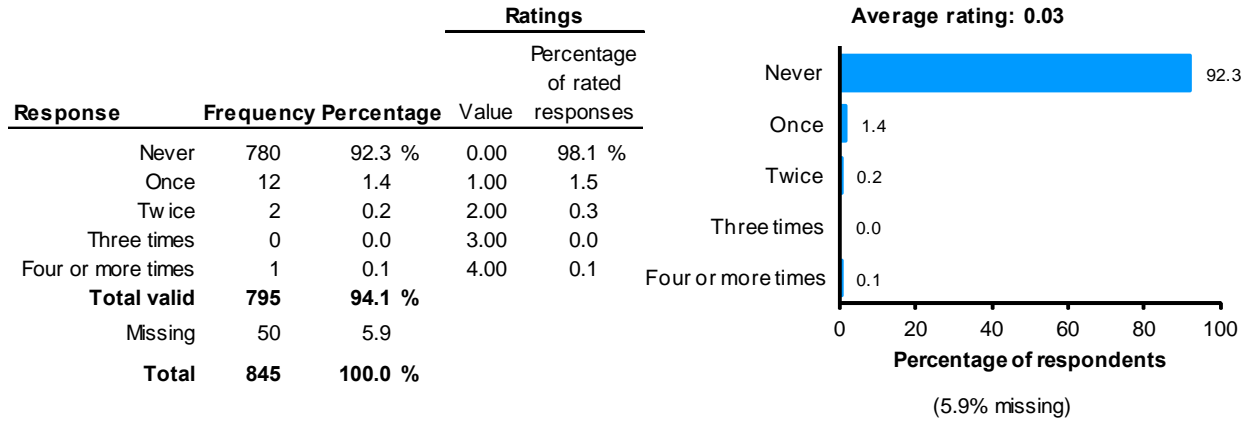 Ratings
Response Frequency Percentage Value Percentage of rated responses
Never 780 92.3 % 0.00 98.1 %
Once 12 1.4 1.00 1.5
Twice 2 0.2 2.00 0.3
Three times 0 0.0 3.00 0.0
Four or more times 1 0.1 4.00 0.1
Total valid 795 94.1 %
Missing 50 5.9
Total 845 100.0 %
Average rating: 0.03
Never 92.3
Once 1.4
Twice 0.2
Three times 0.0
Four or more times 0.1
0 20 40 60 80 100
Percentage of respondents
(5.9% missing)